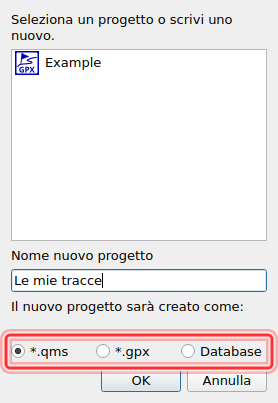 Seleziona un progetto o scrivi uno
nuovo.
GPX Example
Nome nuovo progetto
Le mie tracce
Il nuovo progetto sarà creato come:
*.qms *.gpx Database
OK Annulla